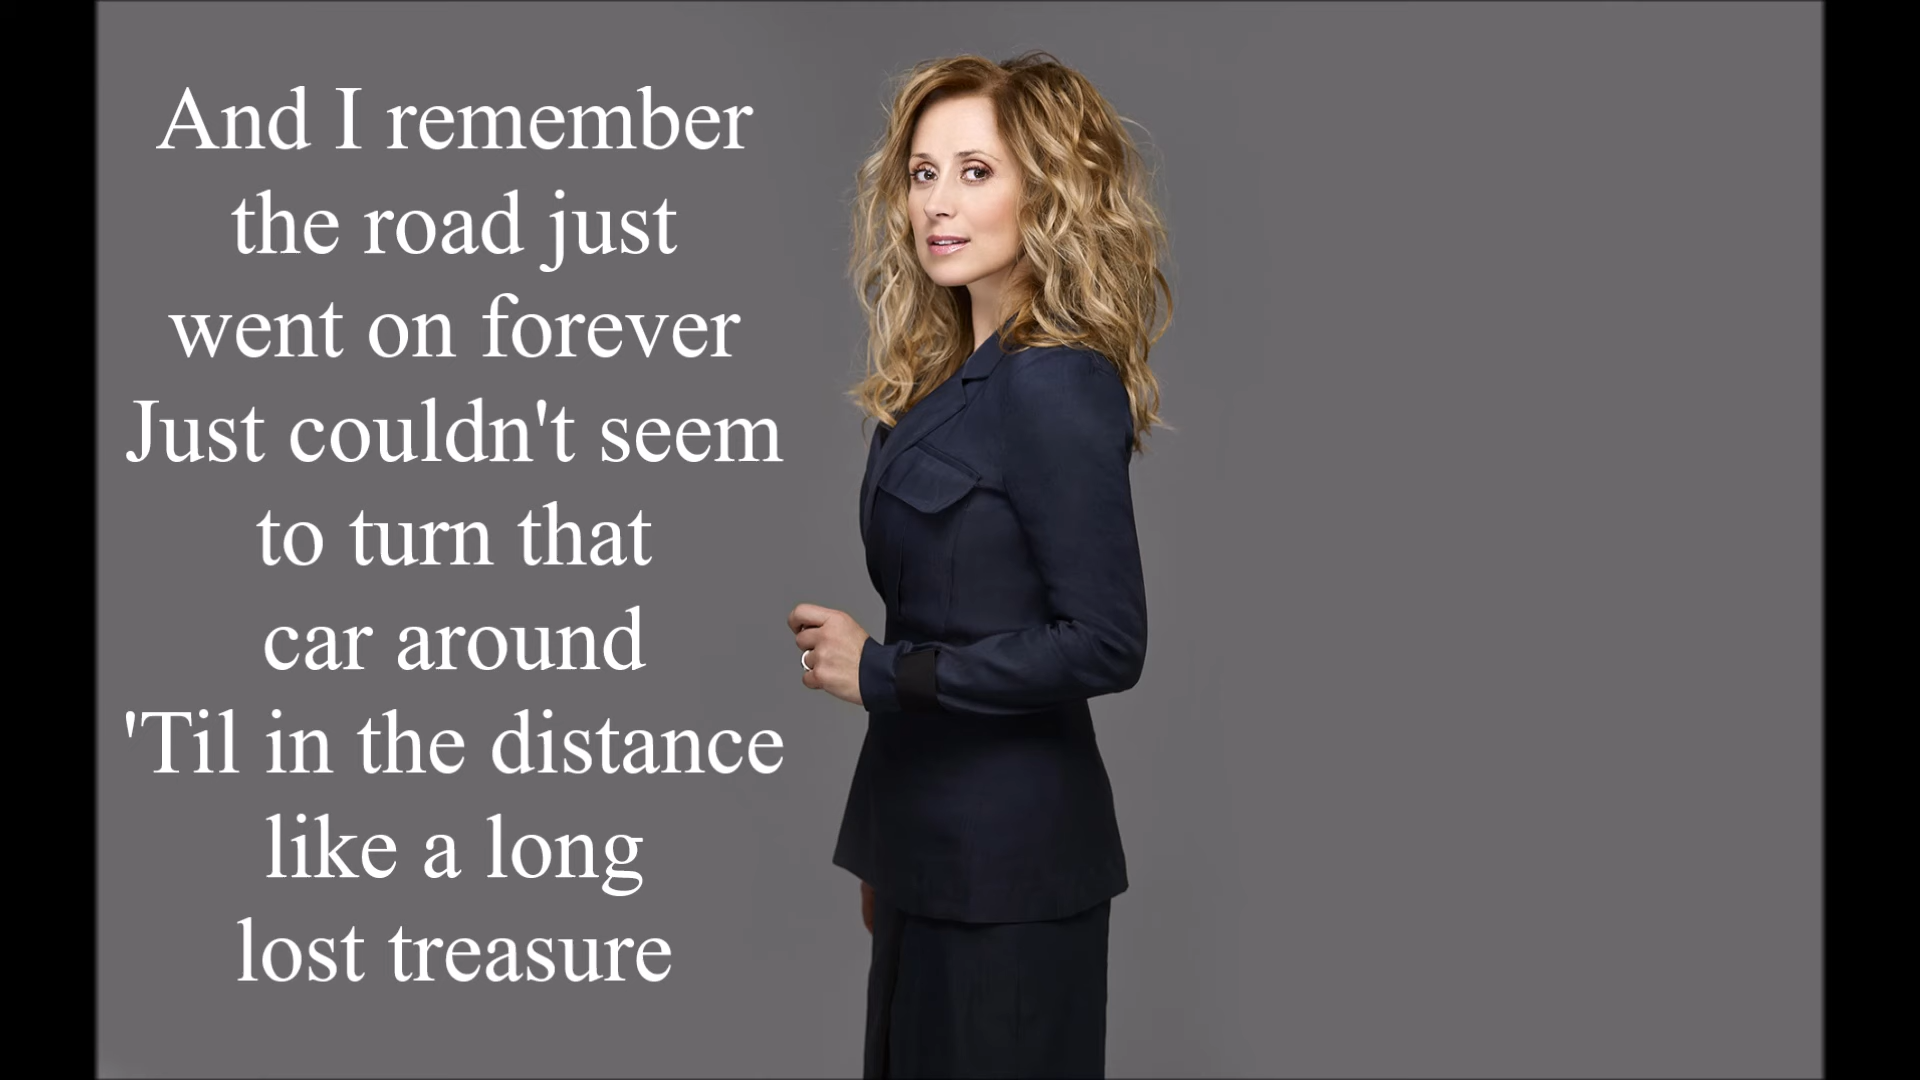 And I remember
the road just
went on forever
Just couldn't seem
to turn that
car around
'Til in the distance
like a long
lost treasure